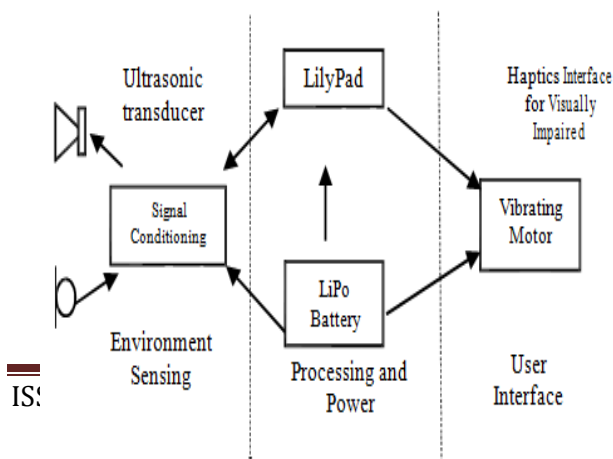 Ultrasonic
transducer
LilyPad
Haptics Interface
for Visually
Impaired
Signal
Conditioning
Vibrating
Motor
LiPo
Battery
Environment
Sensing
Processing and
Power
User
Interface